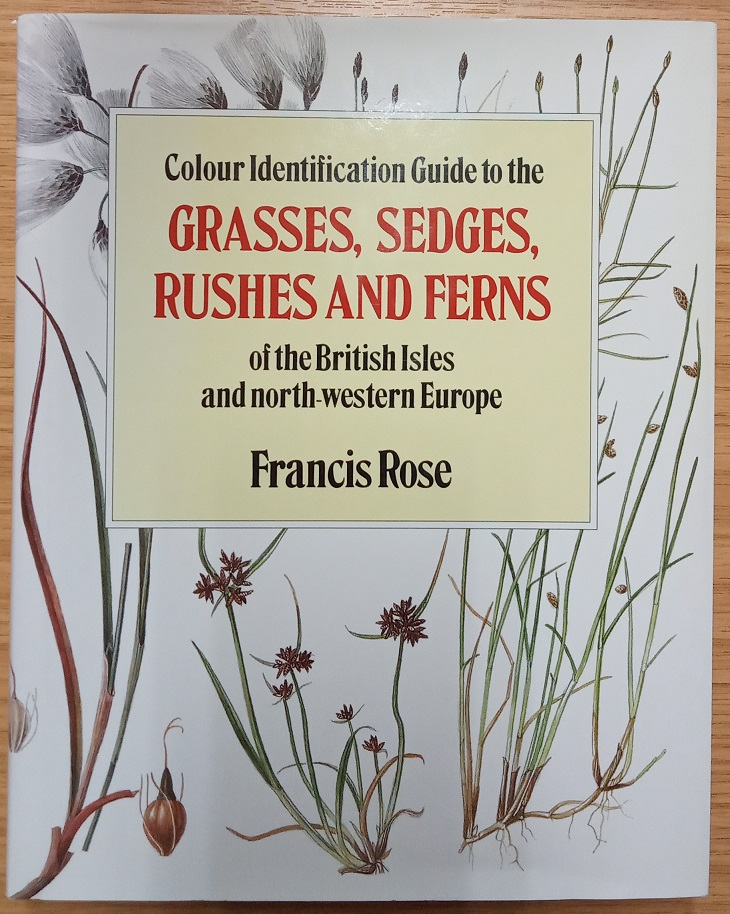 Colour Identification Guide to the
GRASSES, SEDGES,
RUSHES AND FERNS
of the British Isles
and north-western Europe
Francis Rose